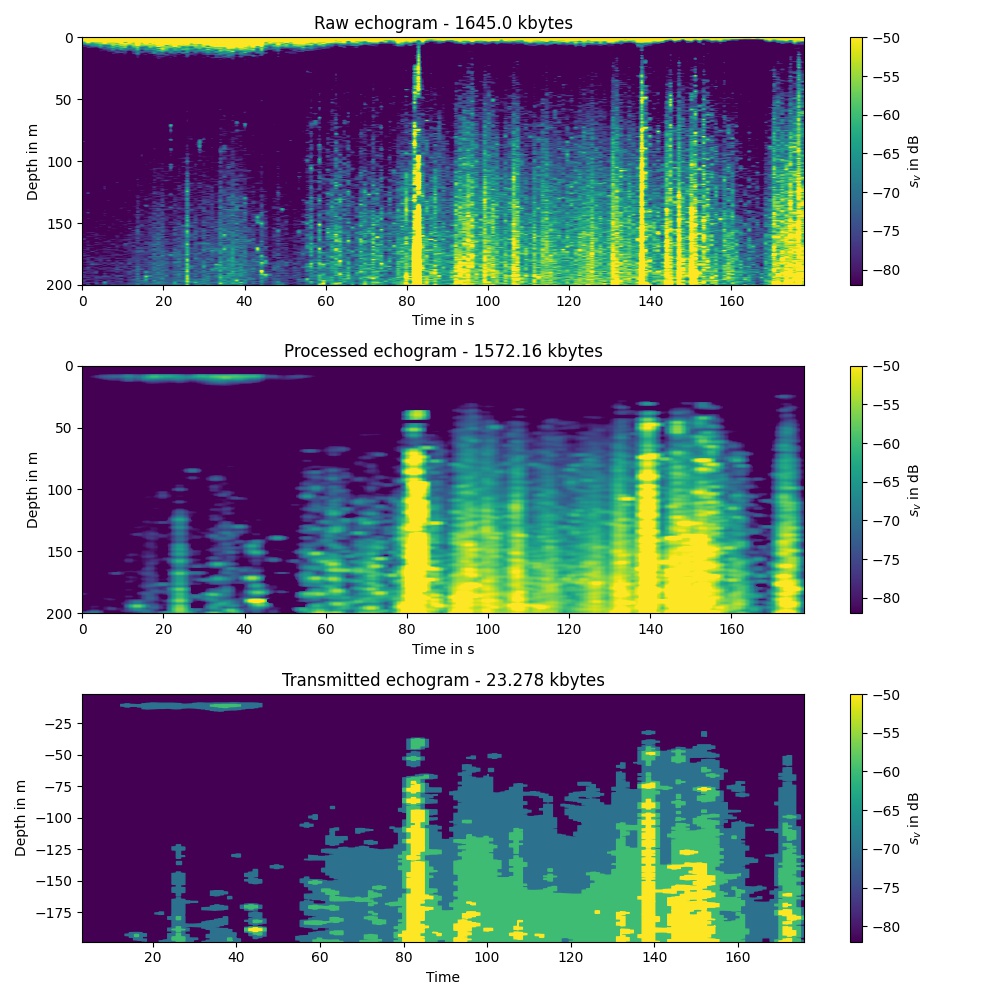 Raw echogram - 1645.0 kbytes
0
50
100
150
200
Depth in m
0 20 40 60 80 100 120 140 160
Time in s
−50
−55
−60
−65
−70
−75
−80
sv in dB
Processed echogram - 1572.16 kbytes
0
50
100
150
200
Depth in m
0 20 40 60 80 100 120 140 160
Time in s
−50
−55
−60
−65
−70
−75
−80
sv in dB
Transmitted echogram - 23.278 kbytes
−25
−50
−75
−100
−125
−150
−175
Depth in m
20 40 60 80 100 120 140 160
Time
−50
−55
−60
−65
−70
−75
−80
sv in dB